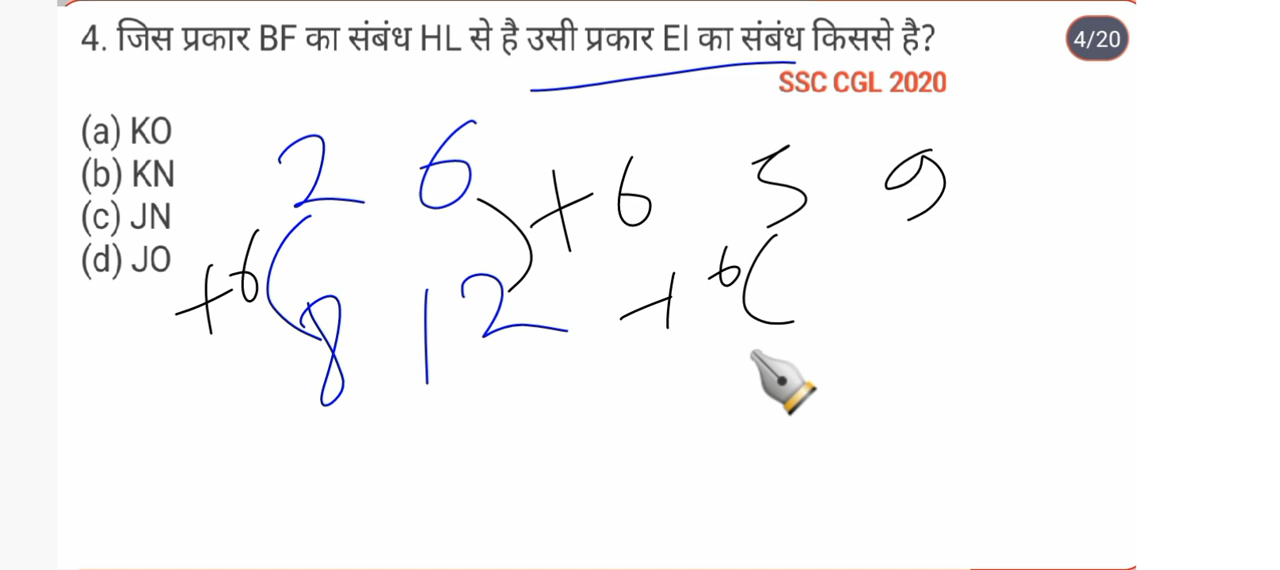 4. जिस प्रकार BF का संबंध HL से है उसी प्रकार EI का संबंध किससे है?
4/20
SSC CGL 2020
(a) KO
(b) KN
(c) JN
(d) JO
2 6 +6 5 9
+6 8 12 +6